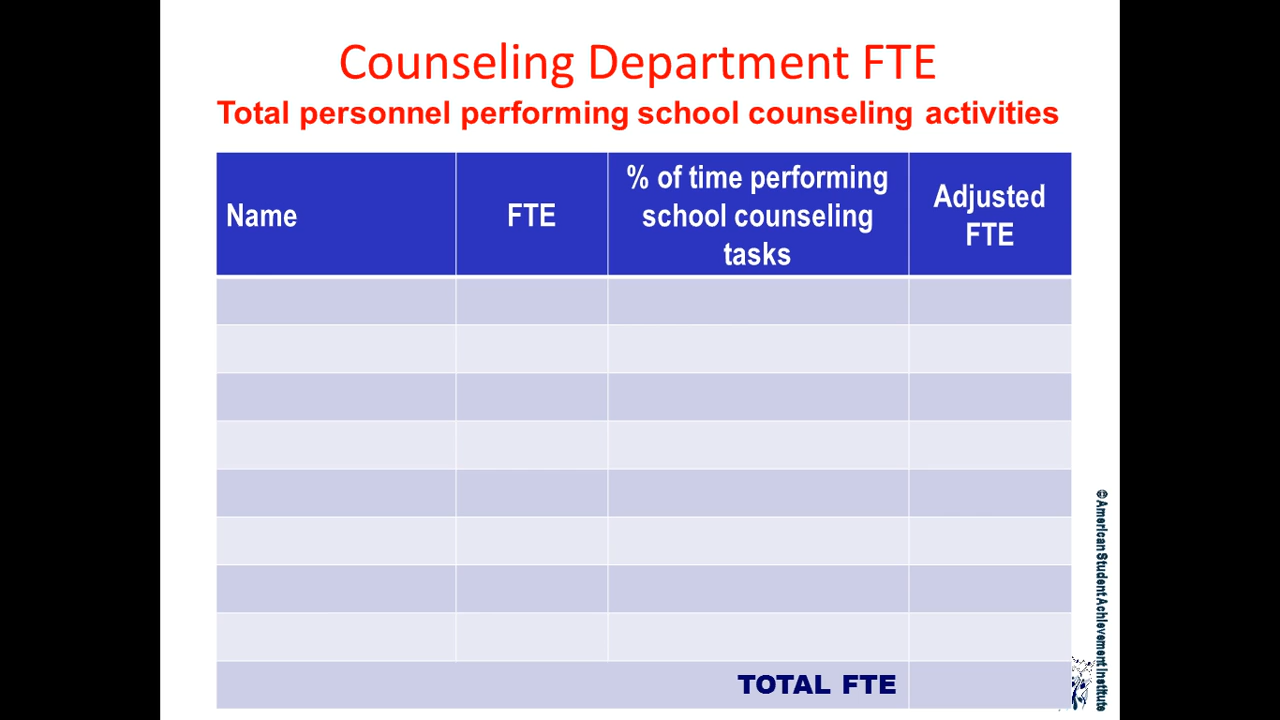 Counseling Department FTE
Total personnel performing school counseling activities
Name
FTE
% of time performing
school counseling
tasks
Adjusted
FTE
TOTAL FTE
© American Student Achievement Institute